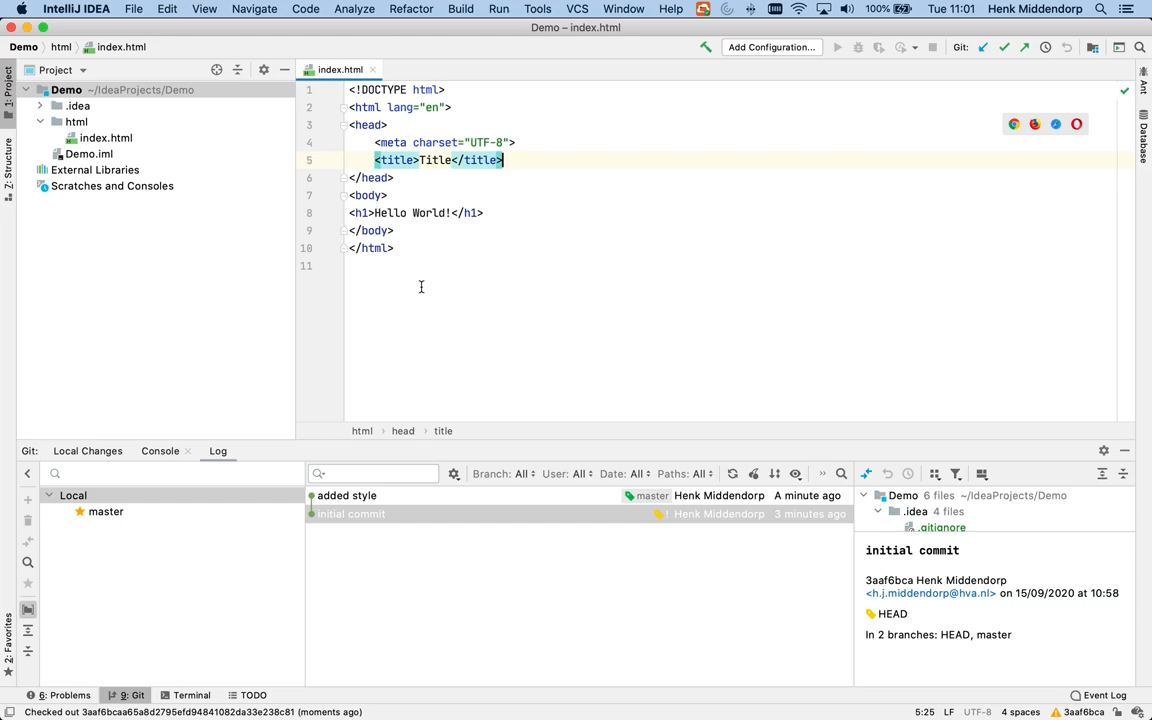 IntelliJ IDEA File Edit View Navigate Code Analyze Refactor Build Run Tools VCS Window Help 100% Tue 11:01 Henk Middendorp
Demo – index.html
Demo html index.html Add Configuration... Git:
1: Project
Z: Structure
2: Favorites
Project
Demo ~/IdeaProjects/Demo
.idea
html
index.html
Demo.iml
External Libraries
Scratches and Consoles
index.html
1 <!DOCTYPE html>
2 <html lang="en">
3 <head>
4 <meta charset="UTF-8">
5 <title>Title</title>
6 </head>
7 <body>
8 <h1>Hello World!</h1>
9 </body>
10 </html>
11
html › head › title
Ant
Database
Git: Local Changes Console Log
Branch: All User: All Date: All Paths: All
Local
master
added style master Henk Middendorp A minute ago
initial commit ! Henk Middendorp 3 minutes ago
Demo 6 files ~/IdeaProjects/Demo
.idea 4 files
.gitignore
initial commit
3aaf6bca Henk Middendorp
<h.j.middendorp@hva.nl> on 15/09/2020 at 10:58
HEAD
In 2 branches: HEAD, master
6: Problems 9: Git Terminal TODO Event Log
Checked out 3aaf6bcaa65a8d2795efd94841082da33e238c81 (moments ago) 5:25 LF UTF-8 4 spaces 3aaf6bca